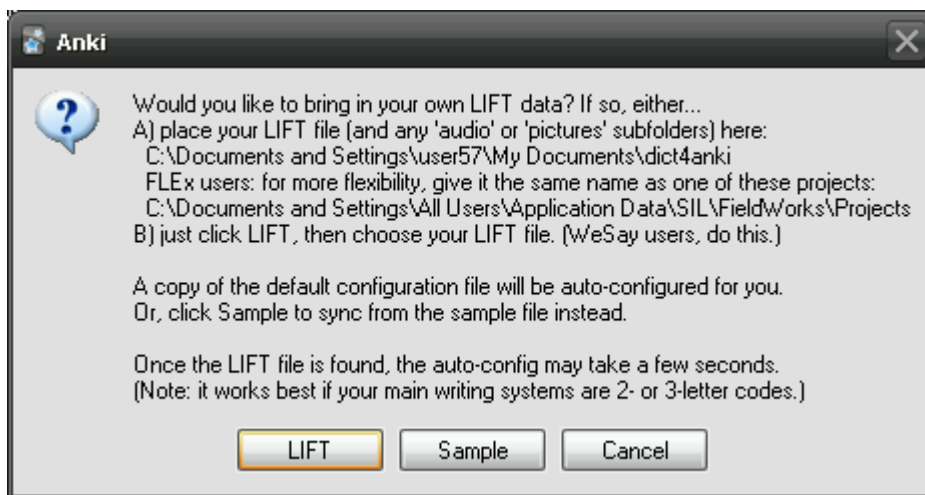 Anki
Would you like to bring in your own LIFT data? If so, either...
A) place your LIFT file (and any 'audio' or 'pictures' subfolders) here:
C:\Documents and Settings\user57\My Documents\dict4anki
FLEx users: for more flexibility, give it the same name as one of these projects:
C:\Documents and Settings\All Users\Application Data\SIL\FieldWorks\Projects
B) just click LIFT, then choose your LIFT file. (WeSay users, do this.)
A copy of the default configuration file will be auto-configured for you.
Or, click Sample to sync from the sample file instead.
Once the LIFT file is found, the auto-config may take a few seconds.
(Note: it works best if your main writing systems are 2- or 3-letter codes.)
LIFT Sample Cancel